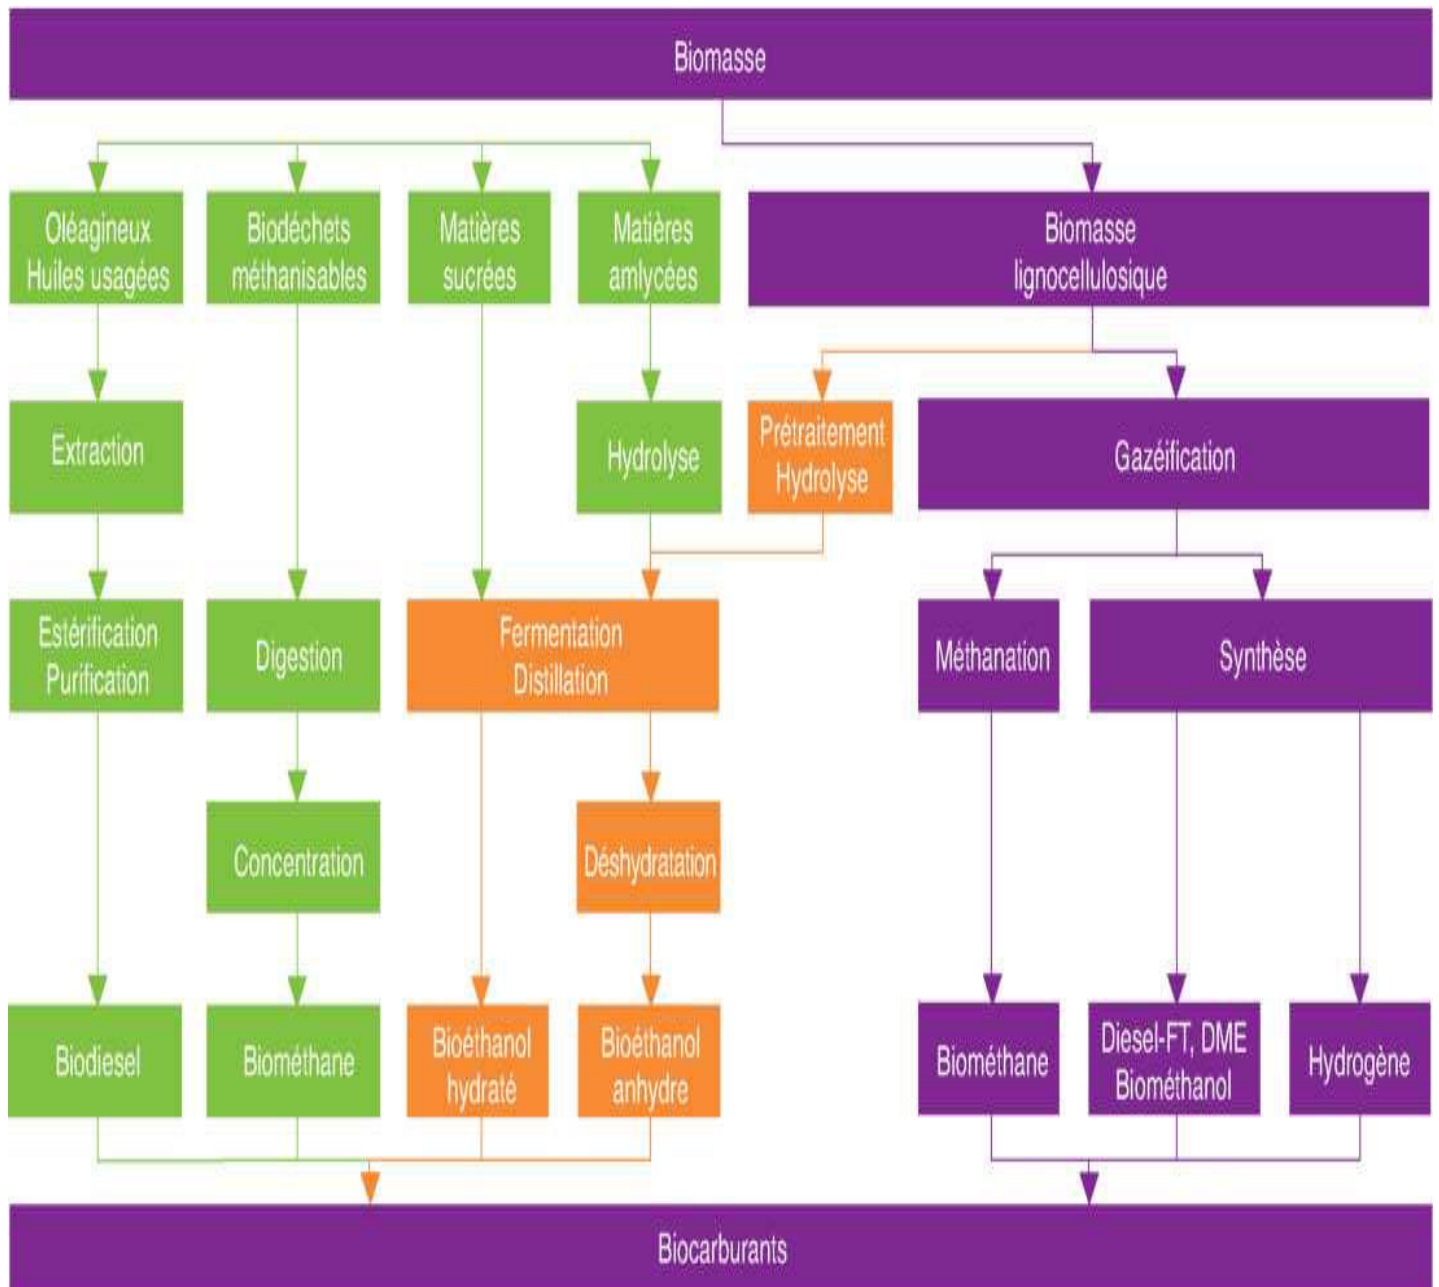 Biomasse
Oléagineux
Huiles usagées
Biodéchets
méthanisables
Matières
sucrées
Matières
amlycées
Biomasse
lignocellulosique
Extraction
Hydrolyse
Prétraitement
Hydrolyse
Gazéification
Estérification
Purification
Digestion
Fermentation
Distillation
Méthanation
Synthèse
Concentration
Déshydratation
Biodiesel
Biométhane
Bioéthanol
hydraté
Bioéthanol
anhydre
Biométhane
Diesel-FT, DME
Biométhanol
Hydrogène
Biocarburants